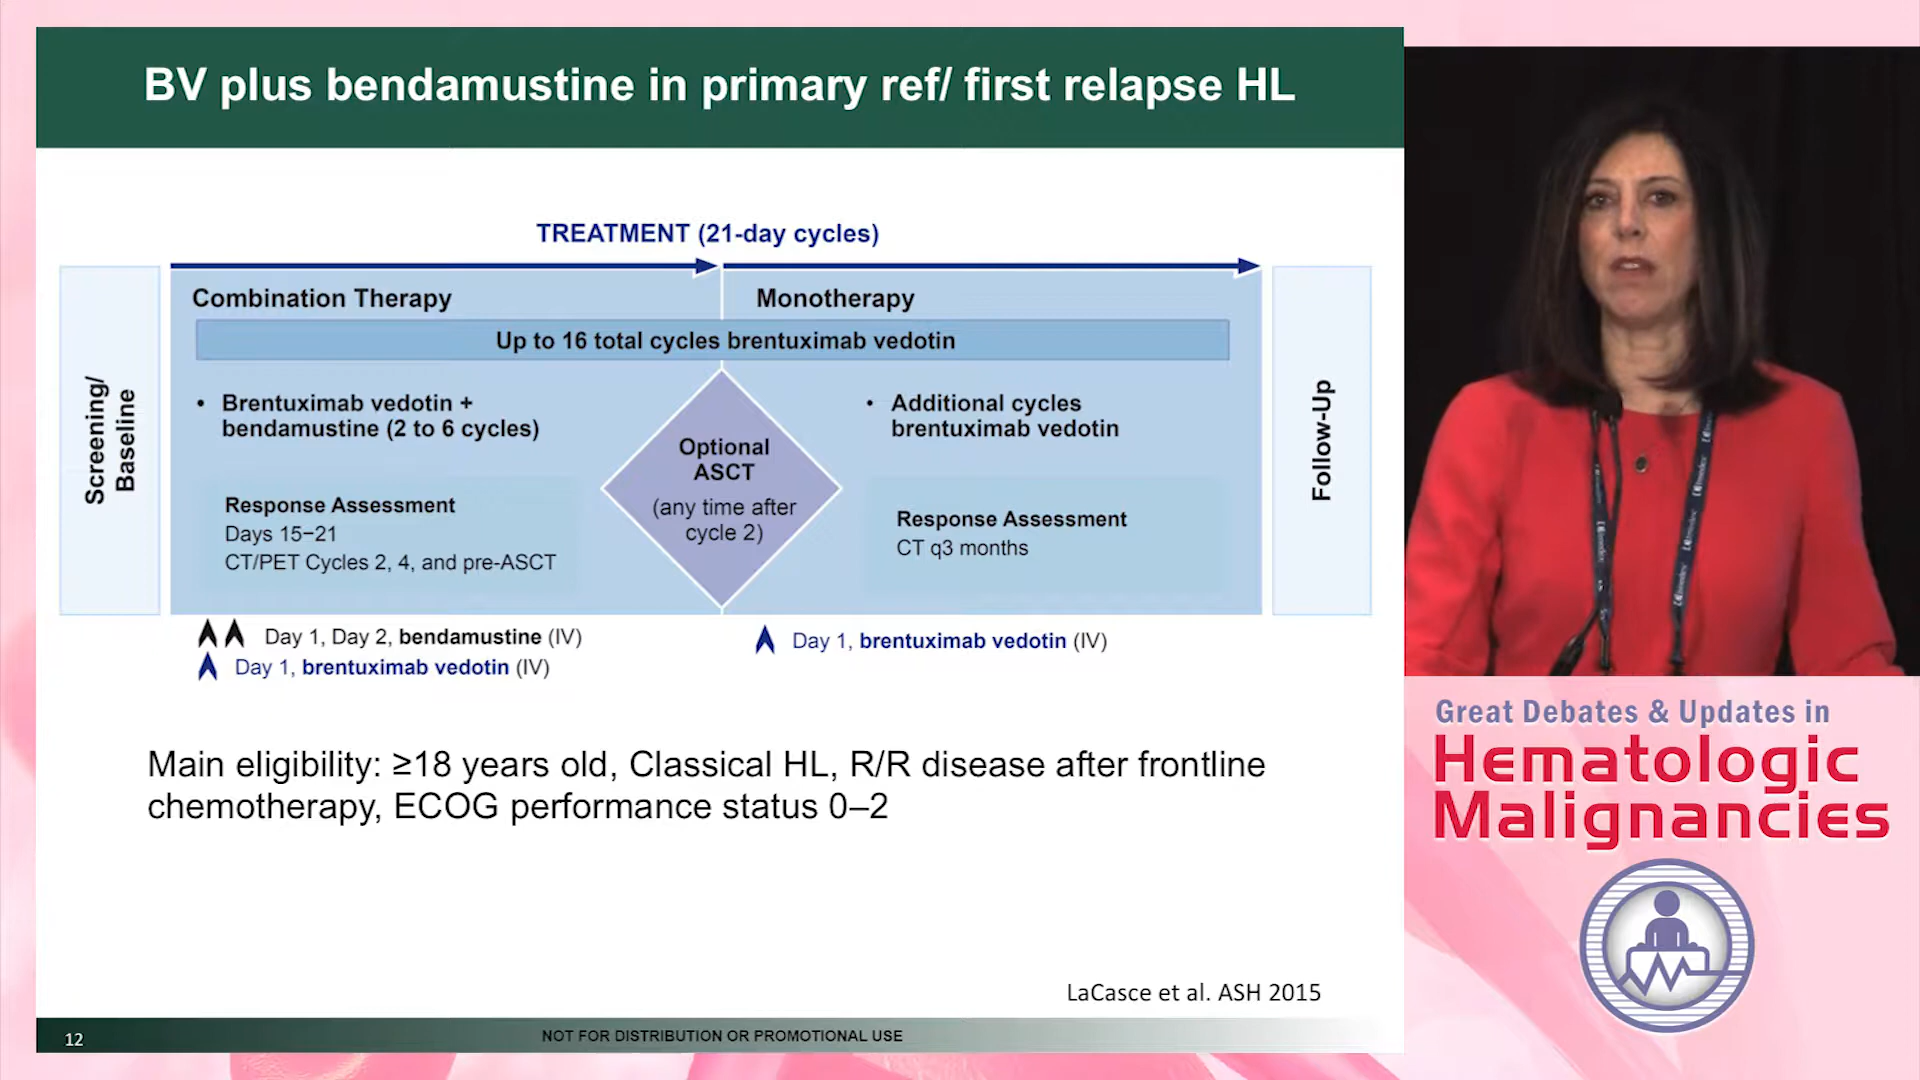 BV plus bendamustine in primary ref/ first relapse HL
TREATMENT (21-day cycles)
Screening/
Baseline
Combination Therapy
Monotherapy
Up to 16 total cycles brentuximab vedotin
• Brentuximab vedotin +
bendamustine (2 to 6 cycles)
Response Assessment
Days 15–21
CT/PET Cycles 2, 4, and pre-ASCT
Optional
ASCT
(any time after
cycle 2)
• Additional cycles
brentuximab vedotin
Response Assessment
CT q3 months
Follow-Up
Day 1, Day 2, bendamustine (IV)
Day 1, brentuximab vedotin (IV)
Day 1, brentuximab vedotin (IV)
Main eligibility: ≥18 years old, Classical HL, R/R disease after frontline
chemotherapy, ECOG performance status 0–2
LaCasce et al. ASH 2015
12
NOT FOR DISTRIBUTION OR PROMOTIONAL USE
Great Debates & Updates in
Hematologic
Malignancies